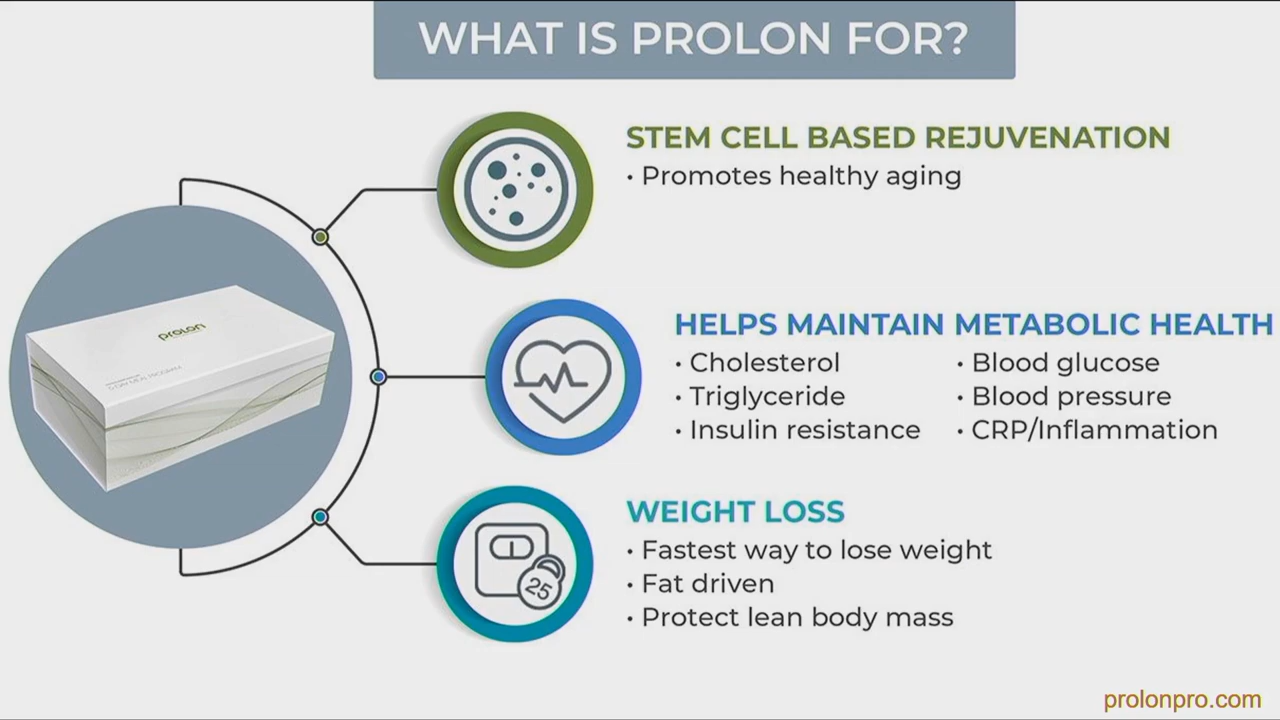 WHAT IS PROLON FOR?
STEM CELL BASED REJUVENATION
• Promotes healthy aging
prolon
HELPS MAINTAIN METABOLIC HEALTH
• Cholesterol
• Triglyceride
• Insulin resistance
• Blood glucose
• Blood pressure
• CRP/Inflammation
WEIGHT LOSS
• Fastest way to lose weight
• Fat driven
• Protect lean body mass
25
prolonpro.com